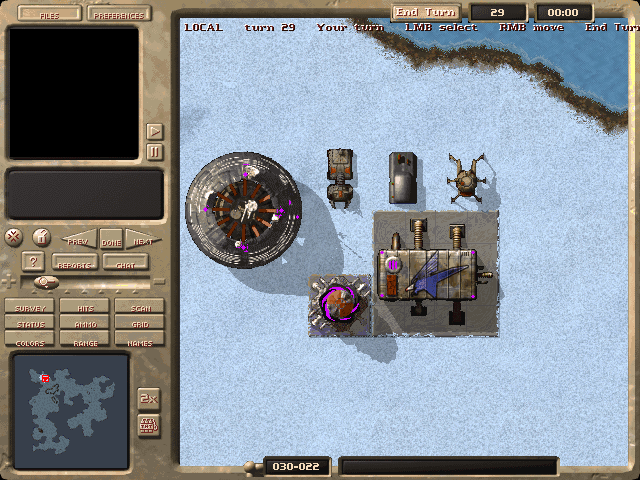 FILES PREFERENCES End Turn 29 00:00
LOCAL turn 29 Your turn LMB select RMB move End Turn
PREV DONE NEXT
? REPORTS CHAT
SURVEY HITS SCAN
STATUS AMMO GRID
COLORS RANGE NAMES
2x
030-022